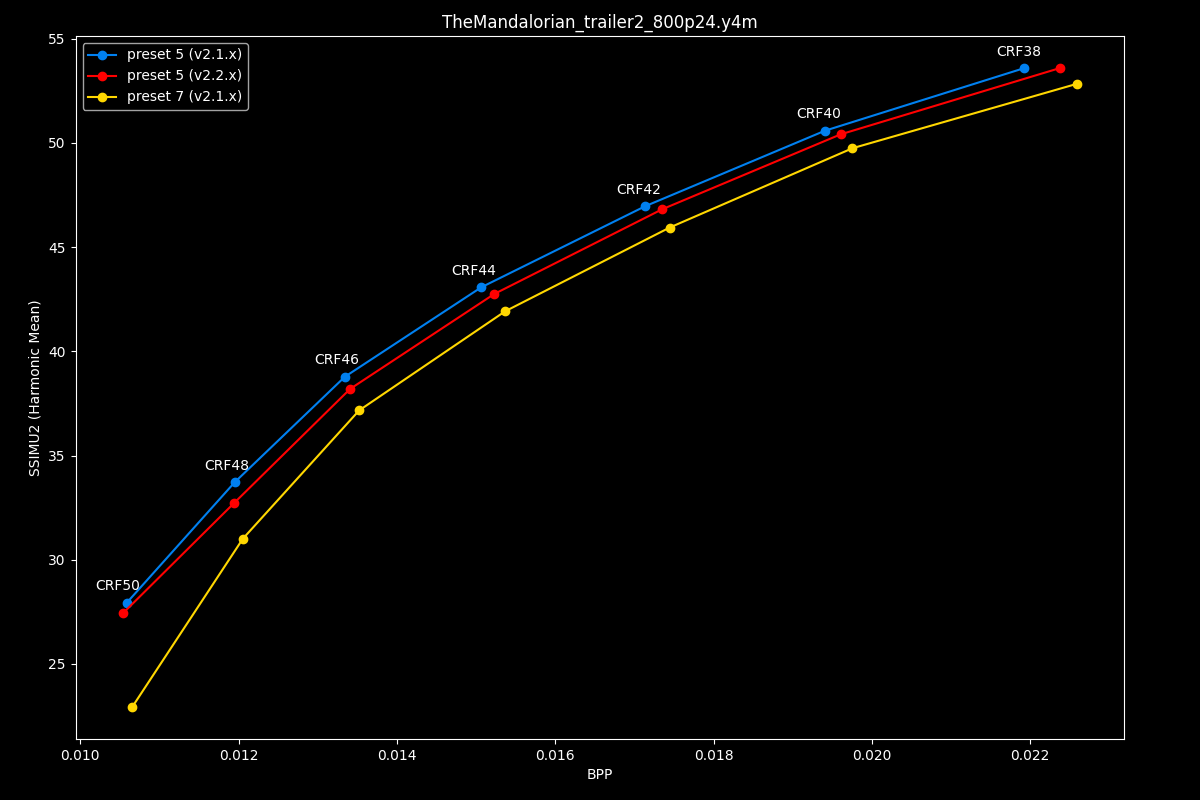 TheMandalorian_trailer2_800p24.y4m
preset 5 (v2.1.x)
preset 5 (v2.2.x)
preset 7 (v2.1.x)
55
50
45
40
35
30
25
SSIMU2 (Harmonic Mean)
CRF38
CRF40
CRF42
CRF44
CRF46
CRF48
CRF50
0.010 0.012 0.014 0.016 0.018 0.020 0.022
BPP